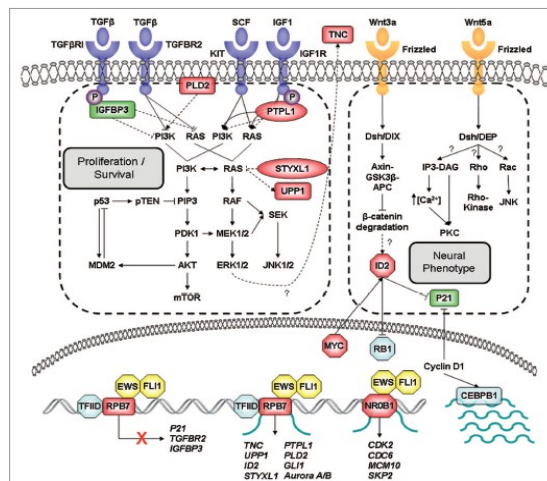 TGFβ TGFβ SCF IGF1 TNC Wnt3a Wnt5a
TGFβRI TGFBR2 KIT IGF1R Frizzled Frizzled
P PLD2 P
IGFBP3 PTPL1
PI3K RAS PI3K RAS
Dsh/DIX Dsh/DEP
? ? ?
Proliferation /
Survival
STYXL1
UPP1
PI3K RAS
p53 pTEN PIP3 RAF SEK
PDK1 MEK1/2
MDM2 AKT ERK1/2 JNK1/2
mTOR
?
Axin-
GSK3β-
APC
β-catenin
degradation
?
IP3-DAG Rho Rac
[Ca²⁺] Rho-
Kinase JNK
PKC
Neural
Phenotype
ID2
P21
MYC RB1
Cyclin D1
CEBPB1
EWS FLI1 EWS FLI1 EWS FLI1
TFIID RPB7 TFIID RPB7 NR0B1
X
P21
TGFBR2
IGFBP3
TNC PTPL1
UPP1 PLD2
ID2 GLI1
STYXL1 Aurora A/B
CDK2
CDC6
MCM10
SKP2